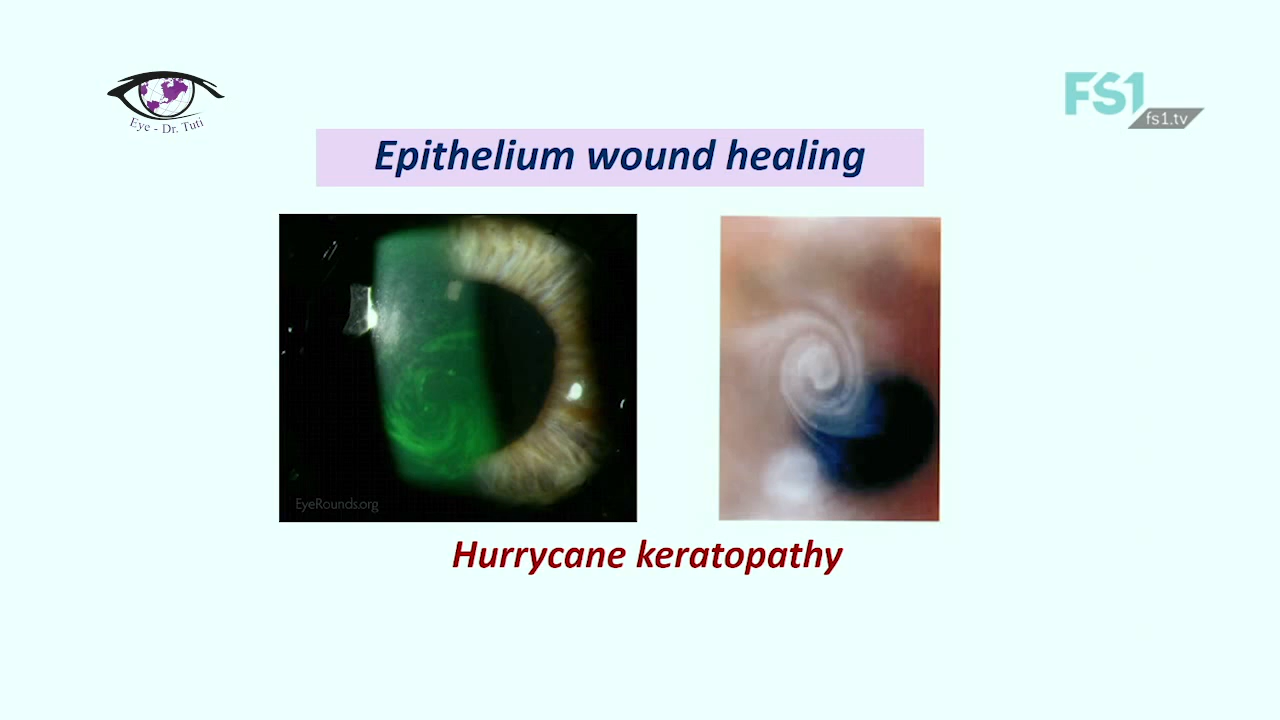 Eye - Dr. Tuti
FS1
fs1.tv
Epithelium wound healing
EyeRounds.org
Hurrycane keratopathy